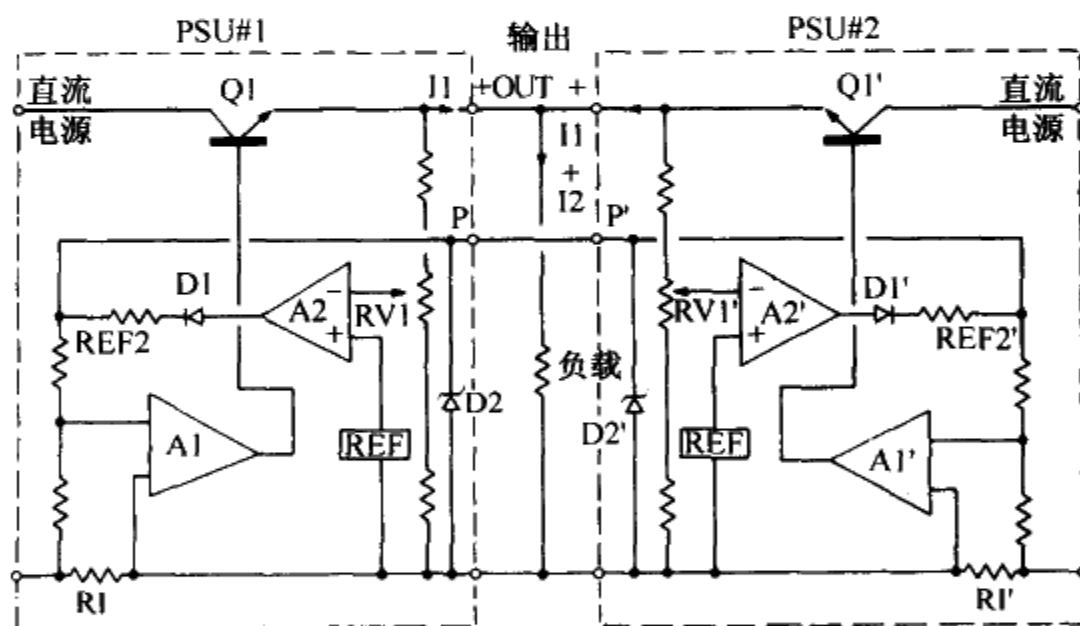 PSU#1
输出
PSU#2
直流
电源
Q1
I1
+OUT +
I1
+
I2
Q1'
直流
电源
P
P'
D1
REF2
A2
−
+
RV1
RV1'
−
+
A2'
D1'
REF2'
A1
REF
D2
负载
D2'
REF
A1'
R1
R1'